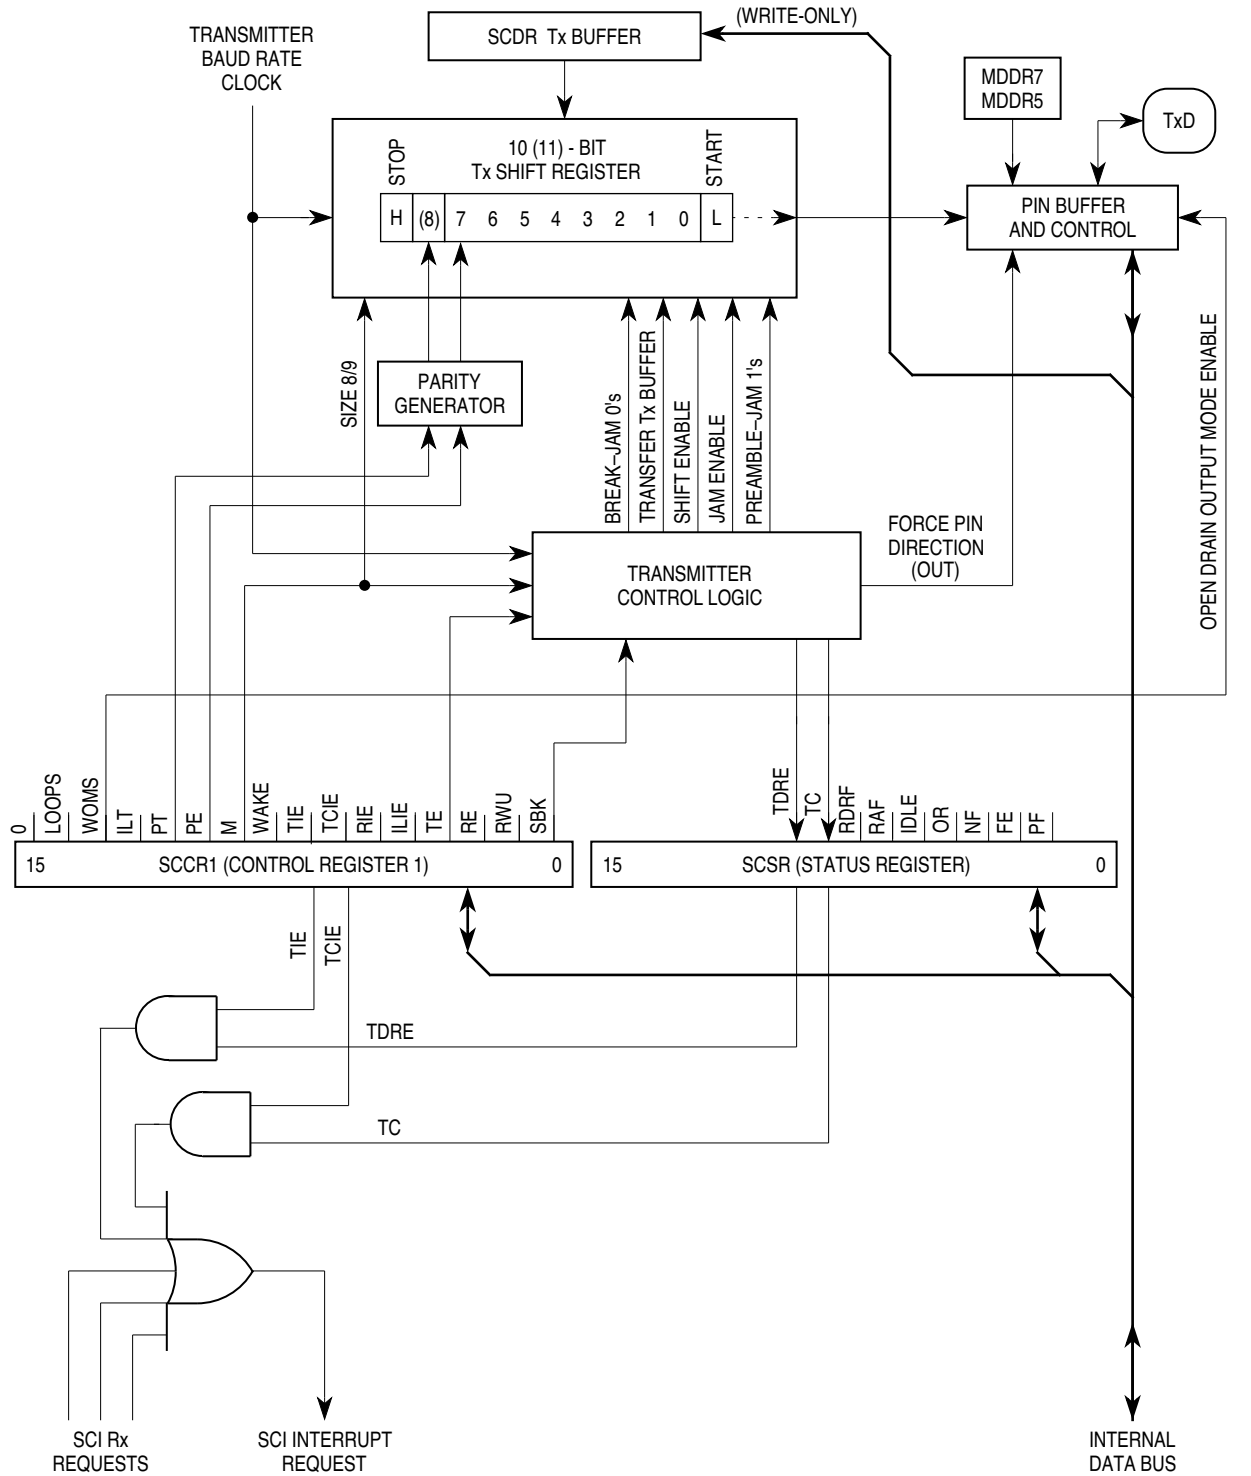 TRANSMITTER
BAUD RATE
CLOCK
SCDR Tx BUFFER
(WRITE-ONLY)
MDDR7
MDDR5
TxD
STOP
10 (11) - BIT
Tx SHIFT REGISTER
START
H (8) 7 6 5 4 3 2 1 0 L
PIN BUFFER
AND CONTROL
SIZE 8/9
PARITY
GENERATOR
BREAK–JAM 0's
TRANSFER Tx BUFFER
SHIFT ENABLE
JAM ENABLE
PREAMBLE–JAM 1's
OPEN DRAIN OUTPUT MODE ENABLE
FORCE PIN
DIRECTION
(OUT)
TRANSMITTER
CONTROL LOGIC
0
LOOPS
WOMS
ILT
PT
PE
M
WAKE
TIE
TCIE
RIE
ILIE
TE
RE
RWU
SBK
TDRE
TC
RDRF
RAF
IDLE
OR
NF
FE
PF
15 SCCR1 (CONTROL REGISTER 1) 0
15 SCSR (STATUS REGISTER) 0
TIE
TCIE
TDRE
TC
SCI Rx
REQUESTS
SCI INTERRUPT
REQUEST
INTERNAL
DATA BUS